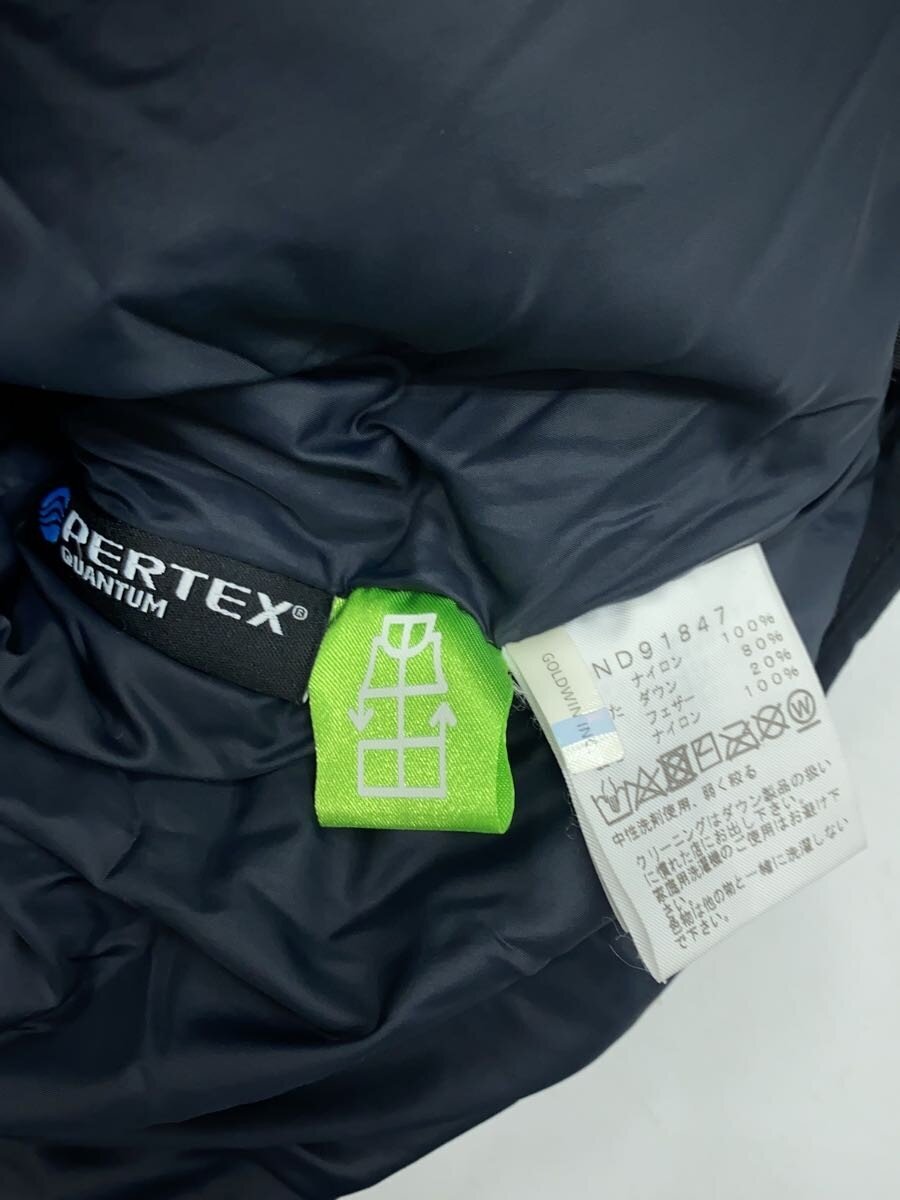 PERTEX®
QUANTUM
GOLDWIN IN
ND91847
ナイロン 100%
ダウン 80%
た フェザー 20%
ナイロン 100%
W
中性洗剤使用、弱く絞る
クリーニングはダウン製品の扱い
に慣れた店にお出し下さい。
家庭用洗濯機のご使用はお避け下
さい。
色物は他の物と一緒に洗濯しない
で下さい。